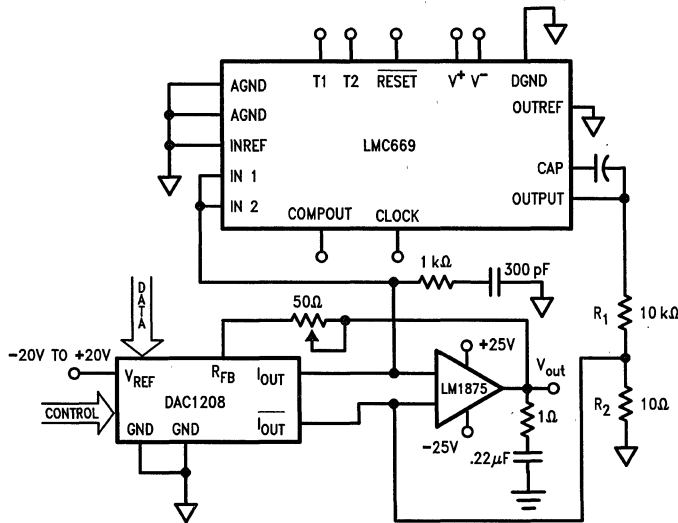 T1 T2 RESET V+ V- DGND
AGND
AGND
INREF
IN 1
IN 2
LMC669
OUTREF
CAP
OUTPUT
COMPOUT CLOCK
1 kΩ
300 pF
50Ω
R1 10 kΩ
R2 10Ω
DATA
-20V TO +20V
CONTROL
VREF
RFB
IOUT
IOUT
DAC1208
GND GND
+25V
LM1875
-25V
Vout
1Ω
.22μF